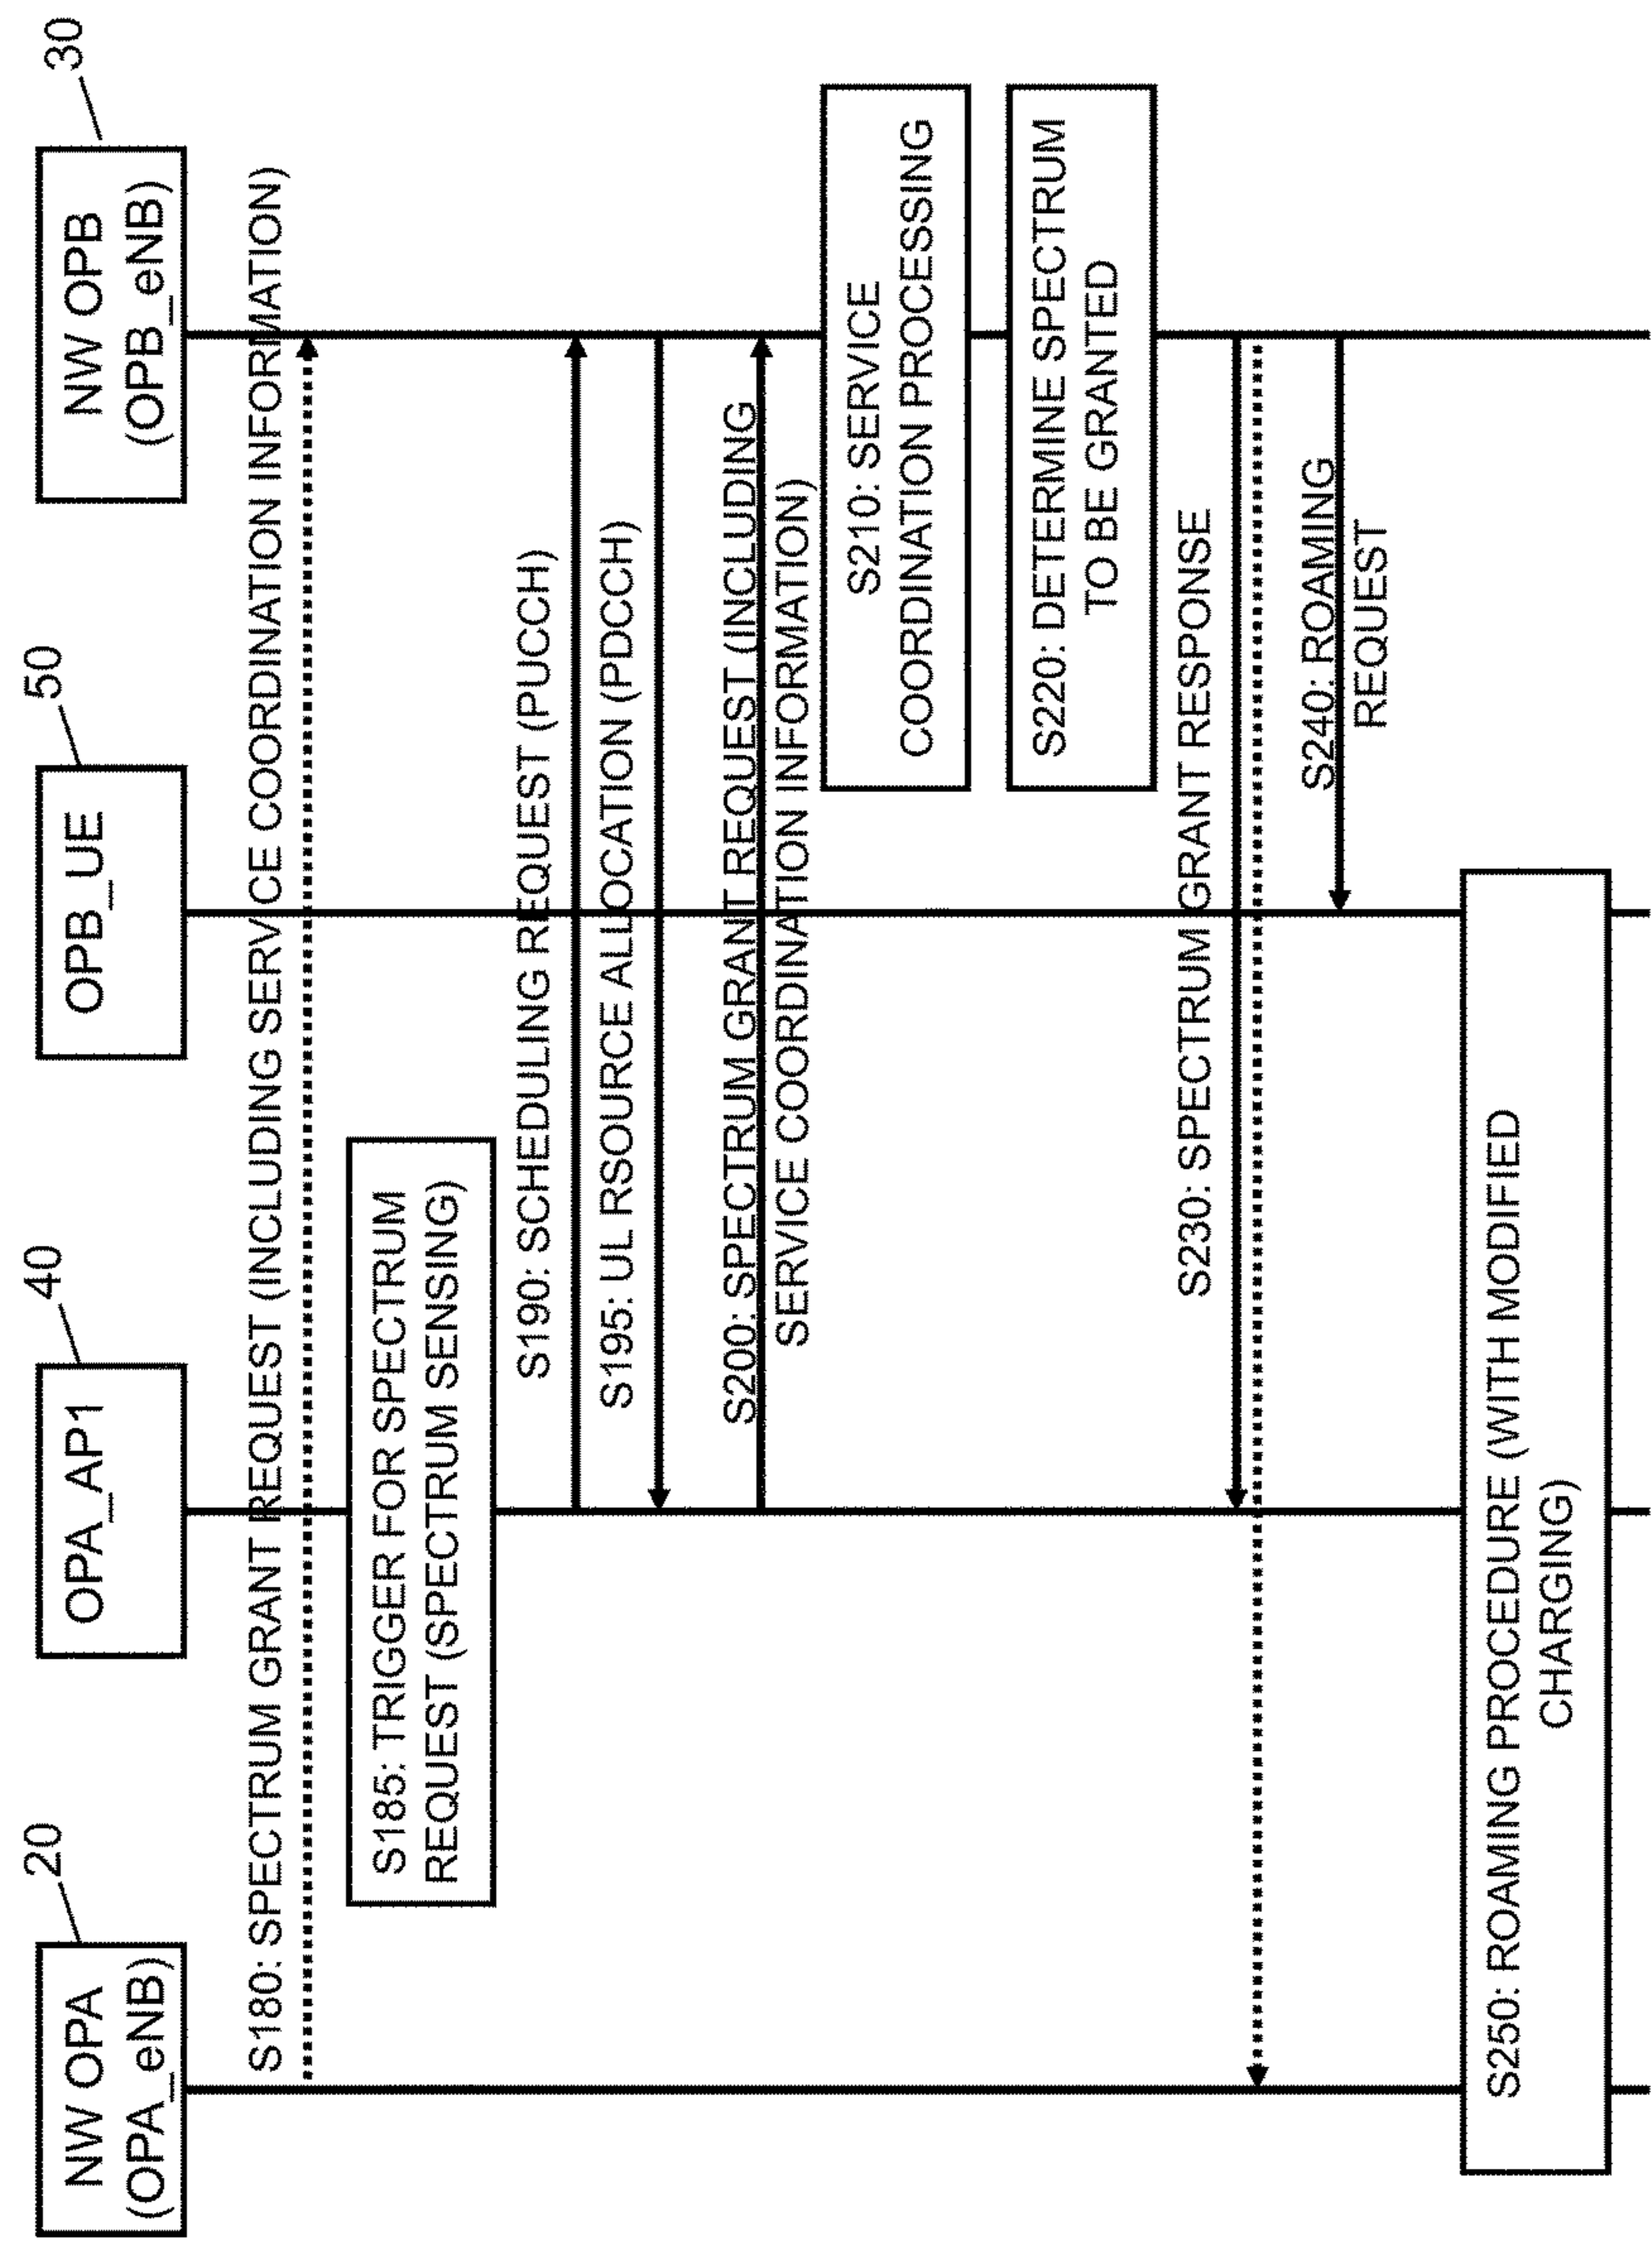 20
40
50
30
NW OPA
(OPA_eNB)
OPA_AP1
OPB_UE
NW OPB
(OPB_eNB)
S180: SPECTRUM GRANT REQUEST (INCLUDING SERVICE COORDINATION INFORMATION)
S185: TRIGGER FOR SPECTRUM
REQUEST (SPECTRUM SENSING)
S190: SCHEDULING REQUEST (PUCCH)
S195: UL RSOURCE ALLOCATION (PDCCH)
S200: SPECTRUM GRANT REQUEST (INCLUDING
SERVICE COORDINATION INFORMATION)
S210: SERVICE
COORDINATION PROCESSING
S220: DETERMINE SPECTRUM
TO BE GRANTED
S230: SPECTRUM GRANT RESPONSE
S240: ROAMING
REQUEST
S250: ROAMING PROCEDURE (WITH MODIFIED
CHARGING)